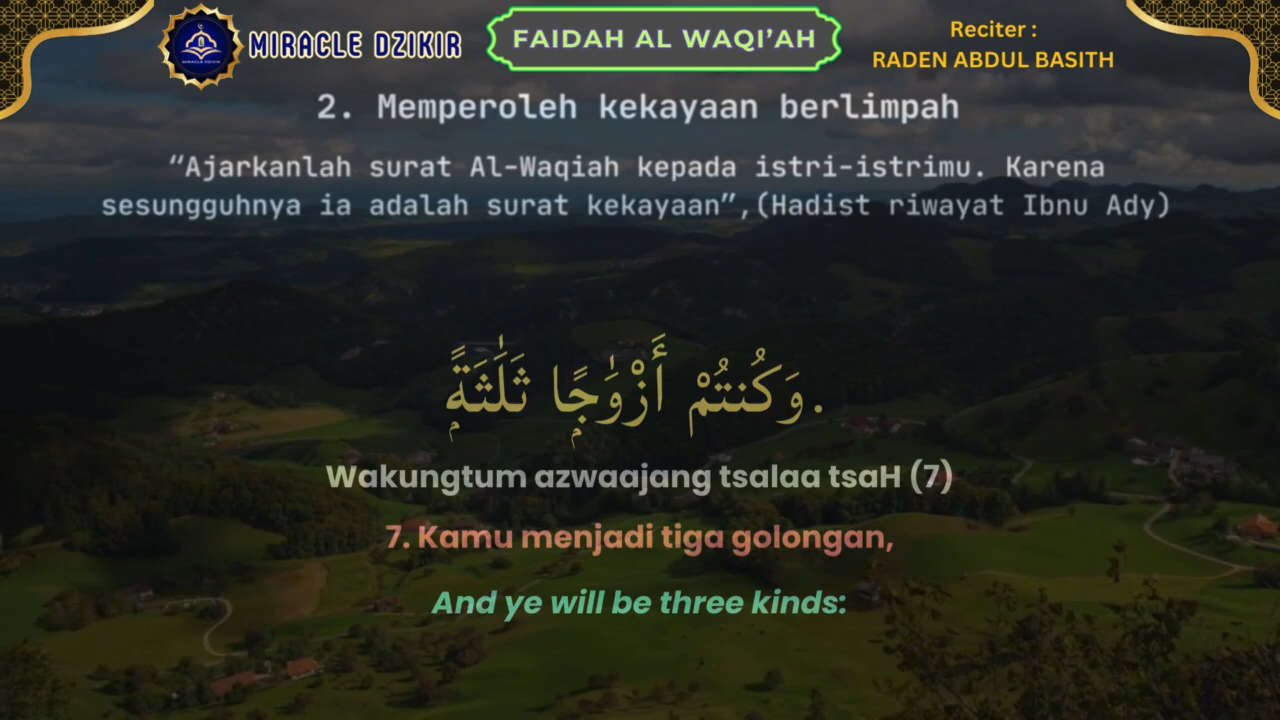 MIRACLE DZIKIR
FAIDAH AL WAQI’AH
Reciter :
RADEN ABDUL BASITH
2. Memperoleh kekayaan berlimpah
“Ajarkanlah surat Al-Waqiah kepada istri-istrimu. Karena
sesungguhnya ia adalah surat kekayaan”,(Hadist riwayat Ibnu Ady)
وَكُنتُمْ أَزْوَٰجًۭا ثَلَـٰثَةًۭ.
Wakungtum azwaajang tsalaa tsaH (7)
7. Kamu menjadi tiga golongan,
And ye will be three kinds: